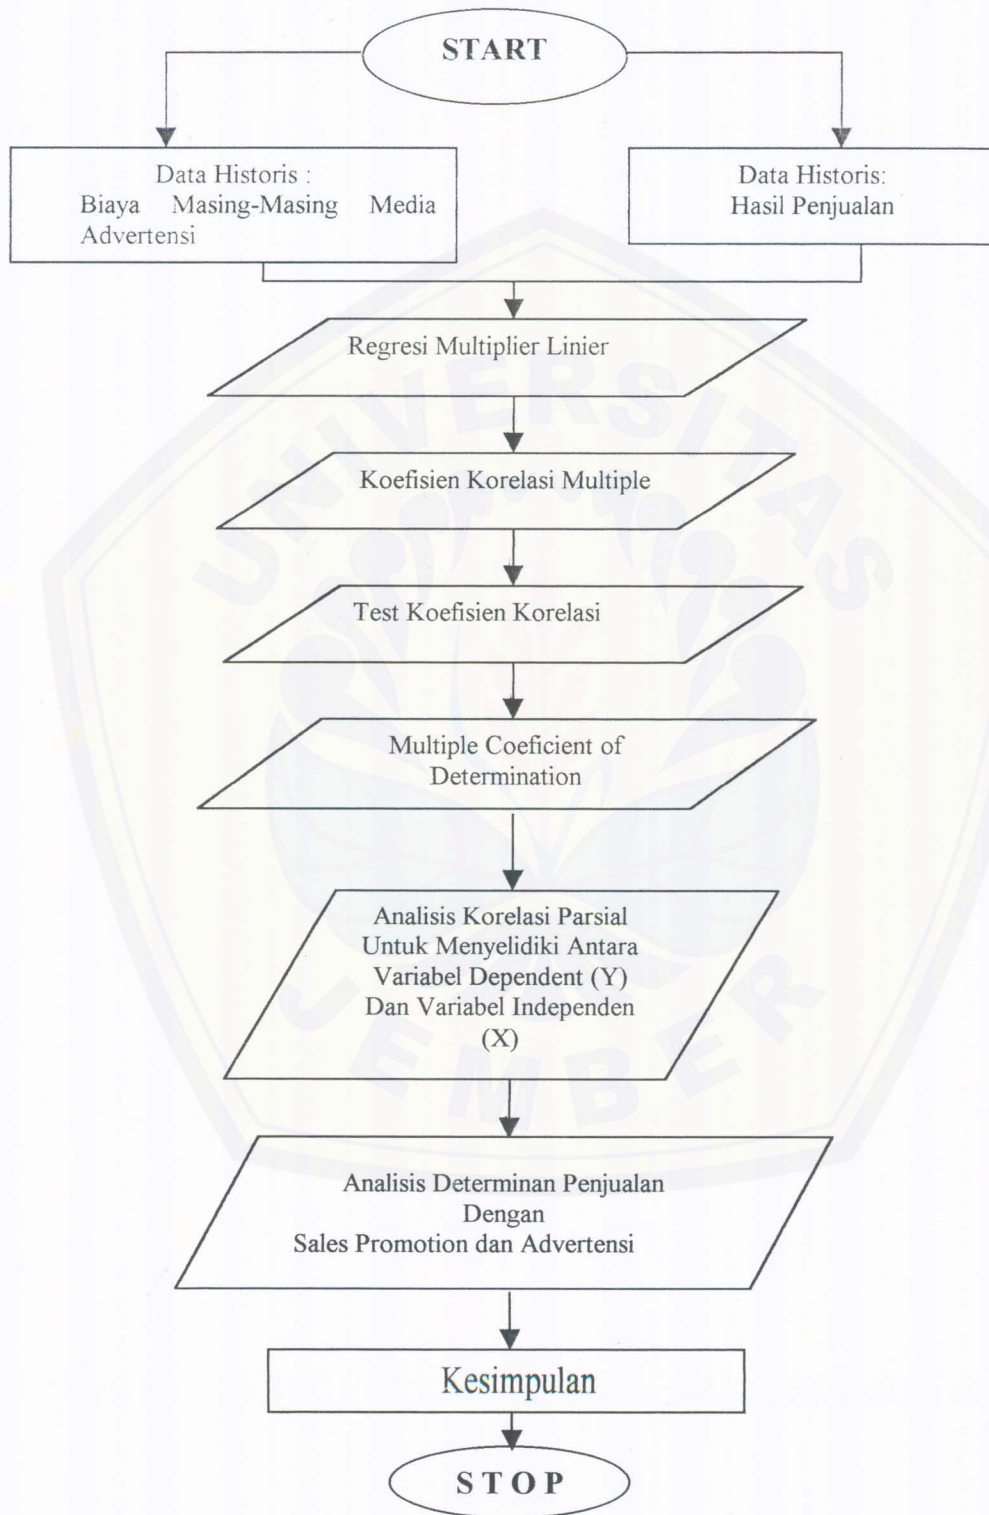 START
Data Historis :
Biaya Masing-Masing Media
Advertensi
Data Historis:
Hasil Penjualan
Regresi Multiplier Linier
Koefisien Korelasi Multiple
Test Koefisien Korelasi
Multiple Coeficient of
Determination
Analisis Korelasi Parsial
Untuk Menyelidiki Antara
Variabel Dependent (Y)
Dan Variabel Independen
(X)
Analisis Determinan Penjualan
Dengan
Sales Promotion dan Advertensi
Kesimpulan
S T O P
UNIVERSITAS
JEMBER